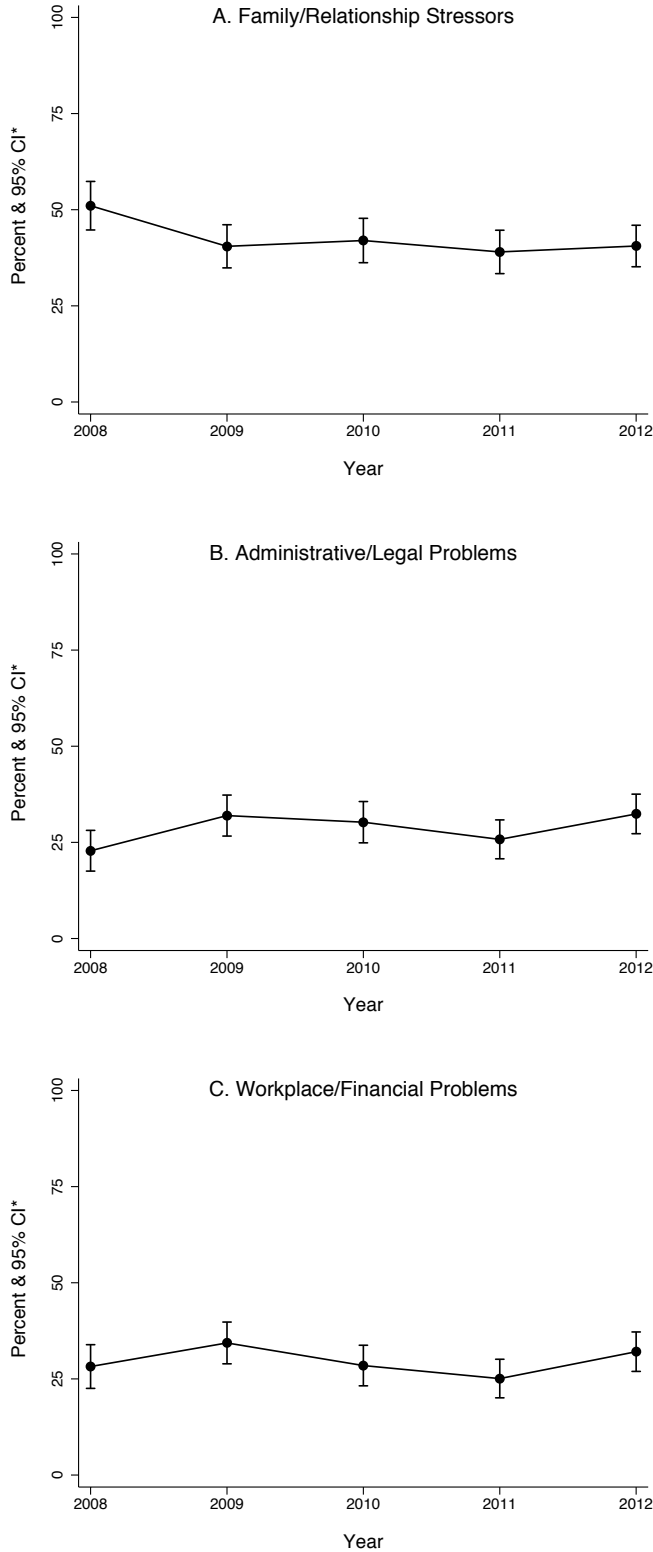 A. Family/Relationship Stressors
Percent & 95% CI*
100
75
50
25
0
2008 2009 2010 2011 2012
Year
B. Administrative/Legal Problems
Percent & 95% CI*
100
75
50
25
0
2008 2009 2010 2011 2012
Year
C. Workplace/Financial Problems
Percent & 95% CI*
100
75
50
25
0
2008 2009 2010 2011 2012
Year